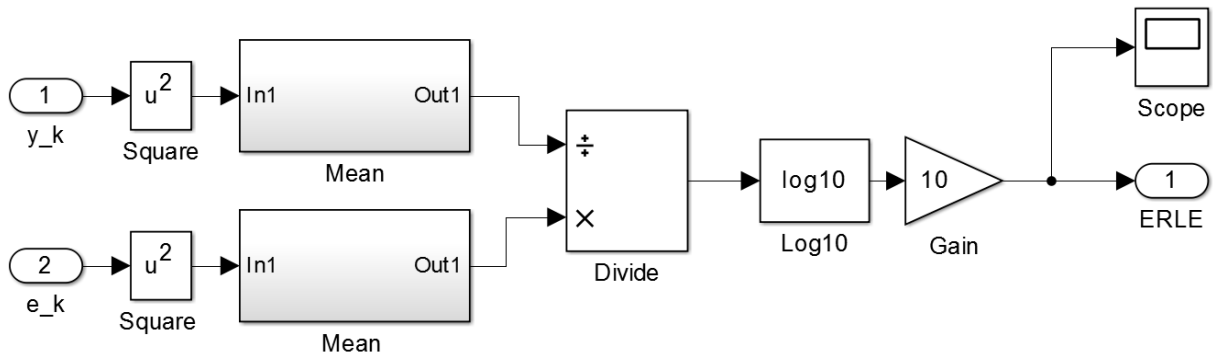 1
y_k
u²
Square
In1
Out1
Mean
2
e_k
u²
Square
In1
Out1
Mean
÷
×
Divide
log10
Log10
10
Gain
Scope
1
ERLE